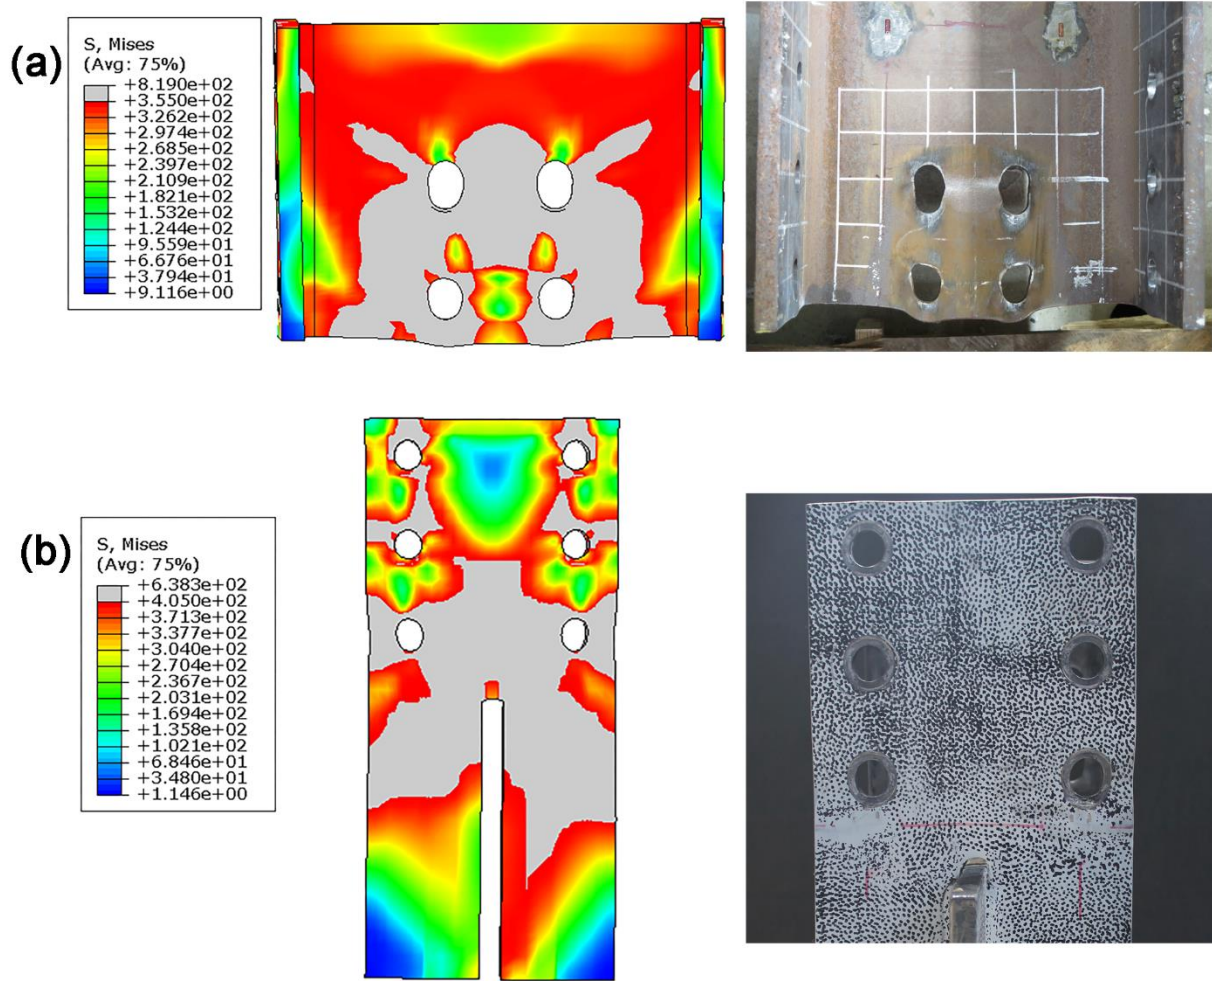 (a)
S, Mises
(Avg: 75%)
+8.190e+02
+3.550e+02
+3.262e+02
+2.974e+02
+2.685e+02
+2.397e+02
+2.109e+02
+1.821e+02
+1.532e+02
+1.244e+02
+9.559e+01
+6.676e+01
+3.794e+01
+9.116e+00
(b)
S, Mises
(Avg: 75%)
+6.383e+02
+4.050e+02
+3.713e+02
+3.377e+02
+3.040e+02
+2.704e+02
+2.367e+02
+2.031e+02
+1.694e+02
+1.358e+02
+1.021e+02
+6.846e+01
+3.480e+01
+1.146e+00